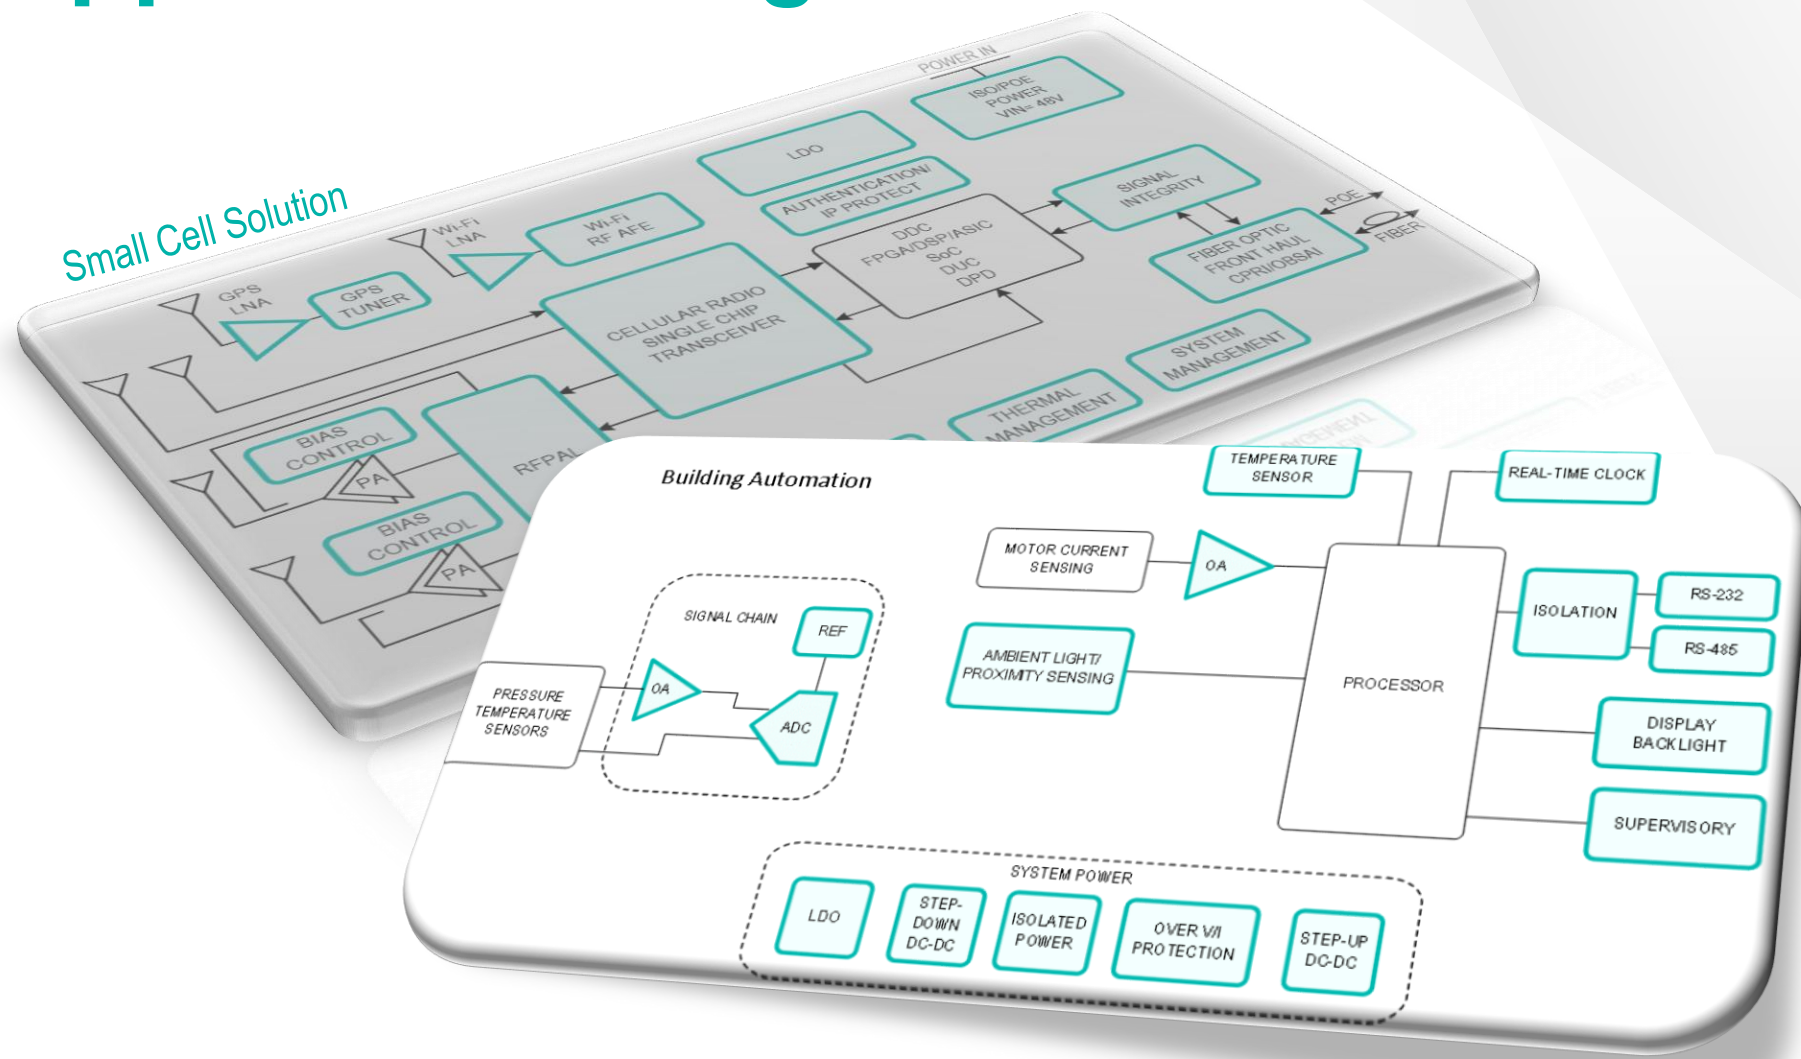 POWER IN
ISO/POE
POWER
VIN= 48V
LDO
AUTHENTICATION/
IP PROTECT
SIGNAL
INTEGRITY
Small Cell Solution
WI-FI
LNA
WI-FI
RF AFE
DDC
FPGA/DSP/ASIC
SoC
DUC
DPD
POE
FIBER
FIBER OPTIC
FRONT HAUL
CPRI/OBSAI
GPS
LNA
GPS
TUNER
CELLULAR RADIO
SINGLE CHIP
TRANSCEIVER
SYSTEM
MANAGEMENT
THERMAL
MANAGEMENT
BIAS
CONTROL
PA
RFPAL
BIAS
CONTROL
PA
Building Automation
TEMPERATURE
SENSOR
REAL-TIME CLOCK
MOTOR CURRENT
SENSING
OA
ISOLATION
RS-232
RS-485
SIGNAL CHAIN
REF
AMBIENT LIGHT/
PROXIMITY SENSING
PROCESSOR
PRESSURE
TEMPERATURE
SENSORS
OA
ADC
DISPLAY
BACKLIGHT
SUPERVISORY
SYSTEM POWER
LDO
STEP-
DOWN
DC-DC
ISOLATED
POWER
OVER V/I
PROTECTION
STEP-UP
DC-DC